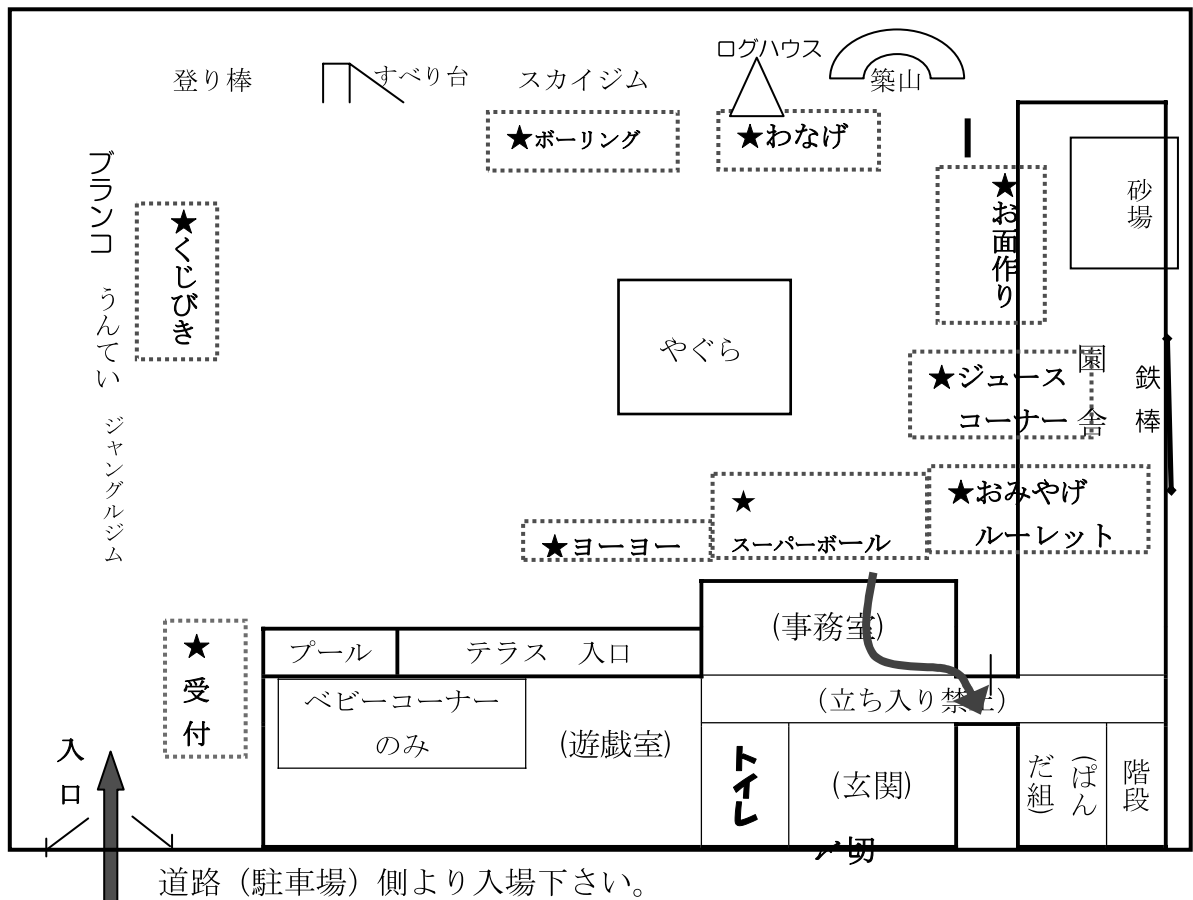 登り棒
すべり台
スカイジム
ログハウス
築山
★ボーリング
★わなげ
砂場
★お面作り
ブランコ
★くじびき
うんてい
やぐら
園舎
鉄棒
★ジュース
コーナー
ジャングルジム
★おみやげ
ルーレット
★
スーパーボール
★ヨーヨー
★受付
(事務室)
プール
テラス 入口
(立ち入り禁止)
ベビーコーナー
のみ
(遊戯室)
トイレ
(玄関)
(ぱん
だ組)
階段
入口
切
道路（駐車場）側より入場下さい。